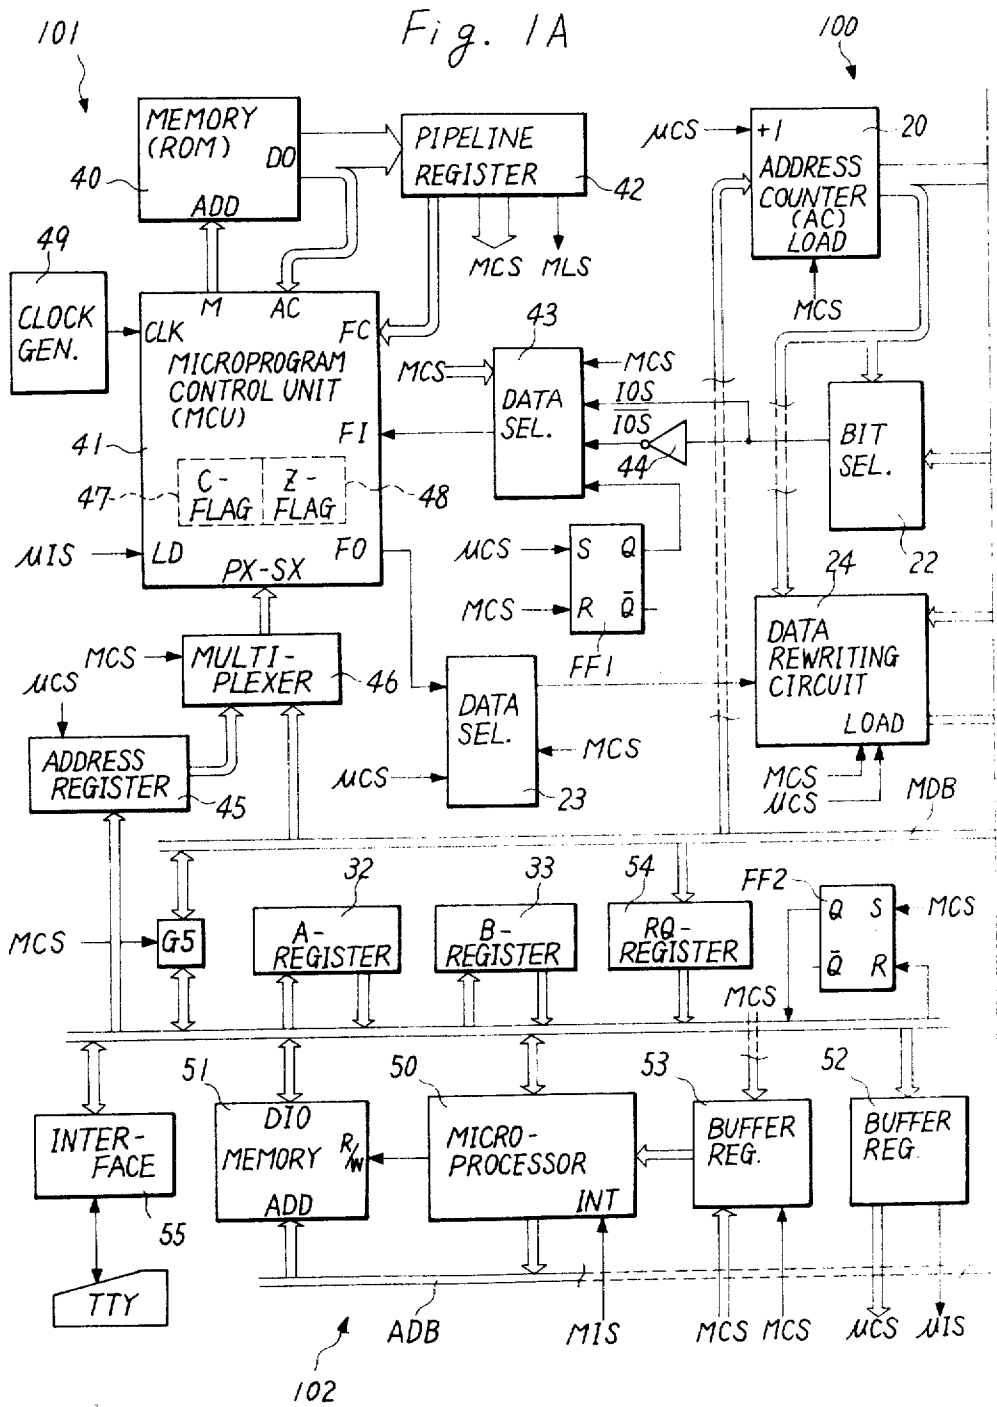 Fig. 1A
101
100
MEMORY
(ROM)
DO
40
ADD
PIPELINE
REGISTER
42
MCS
MLS
μCS
+1
20
ADDRESS
COUNTER
(AC)
LOAD
MCS
49
CLOCK
GEN.
M
AC
CLK
FC
MICROPROGRAM
CONTROL UNIT
(MCU)
41
FI
47
C-
FLAG
Z-
FLAG
48
μIS
LD
FO
PX-SX
43
MCS
MCS
DATA
SEL.
IOS
I̅O̅S̅
44
BIT
SEL.
22
μCS
S
Q
MCS
R
Q̅
FF1
24
DATA
REWRITING
CIRCUIT
LOAD
MCS
μCS
MCS
MULTI-
PLEXER
46
μCS
ADDRESS
REGISTER
45
DATA
SEL.
MCS
μCS
23
MDB
MCS
G5
32
A-
REGISTER
33
B-
REGISTER
54
RQ-
REGISTER
FF2
Q
S
MCS
Q̅
R
MCS
INTER-
FACE
55
TTY
51
DIO
MEMORY
R/W
ADD
50
MICRO-
PROCESSOR
INT
53
BUFFER
REG.
52
BUFFER
REG.
ADB
MIS
MCS
MCS
μCS
μIS
102